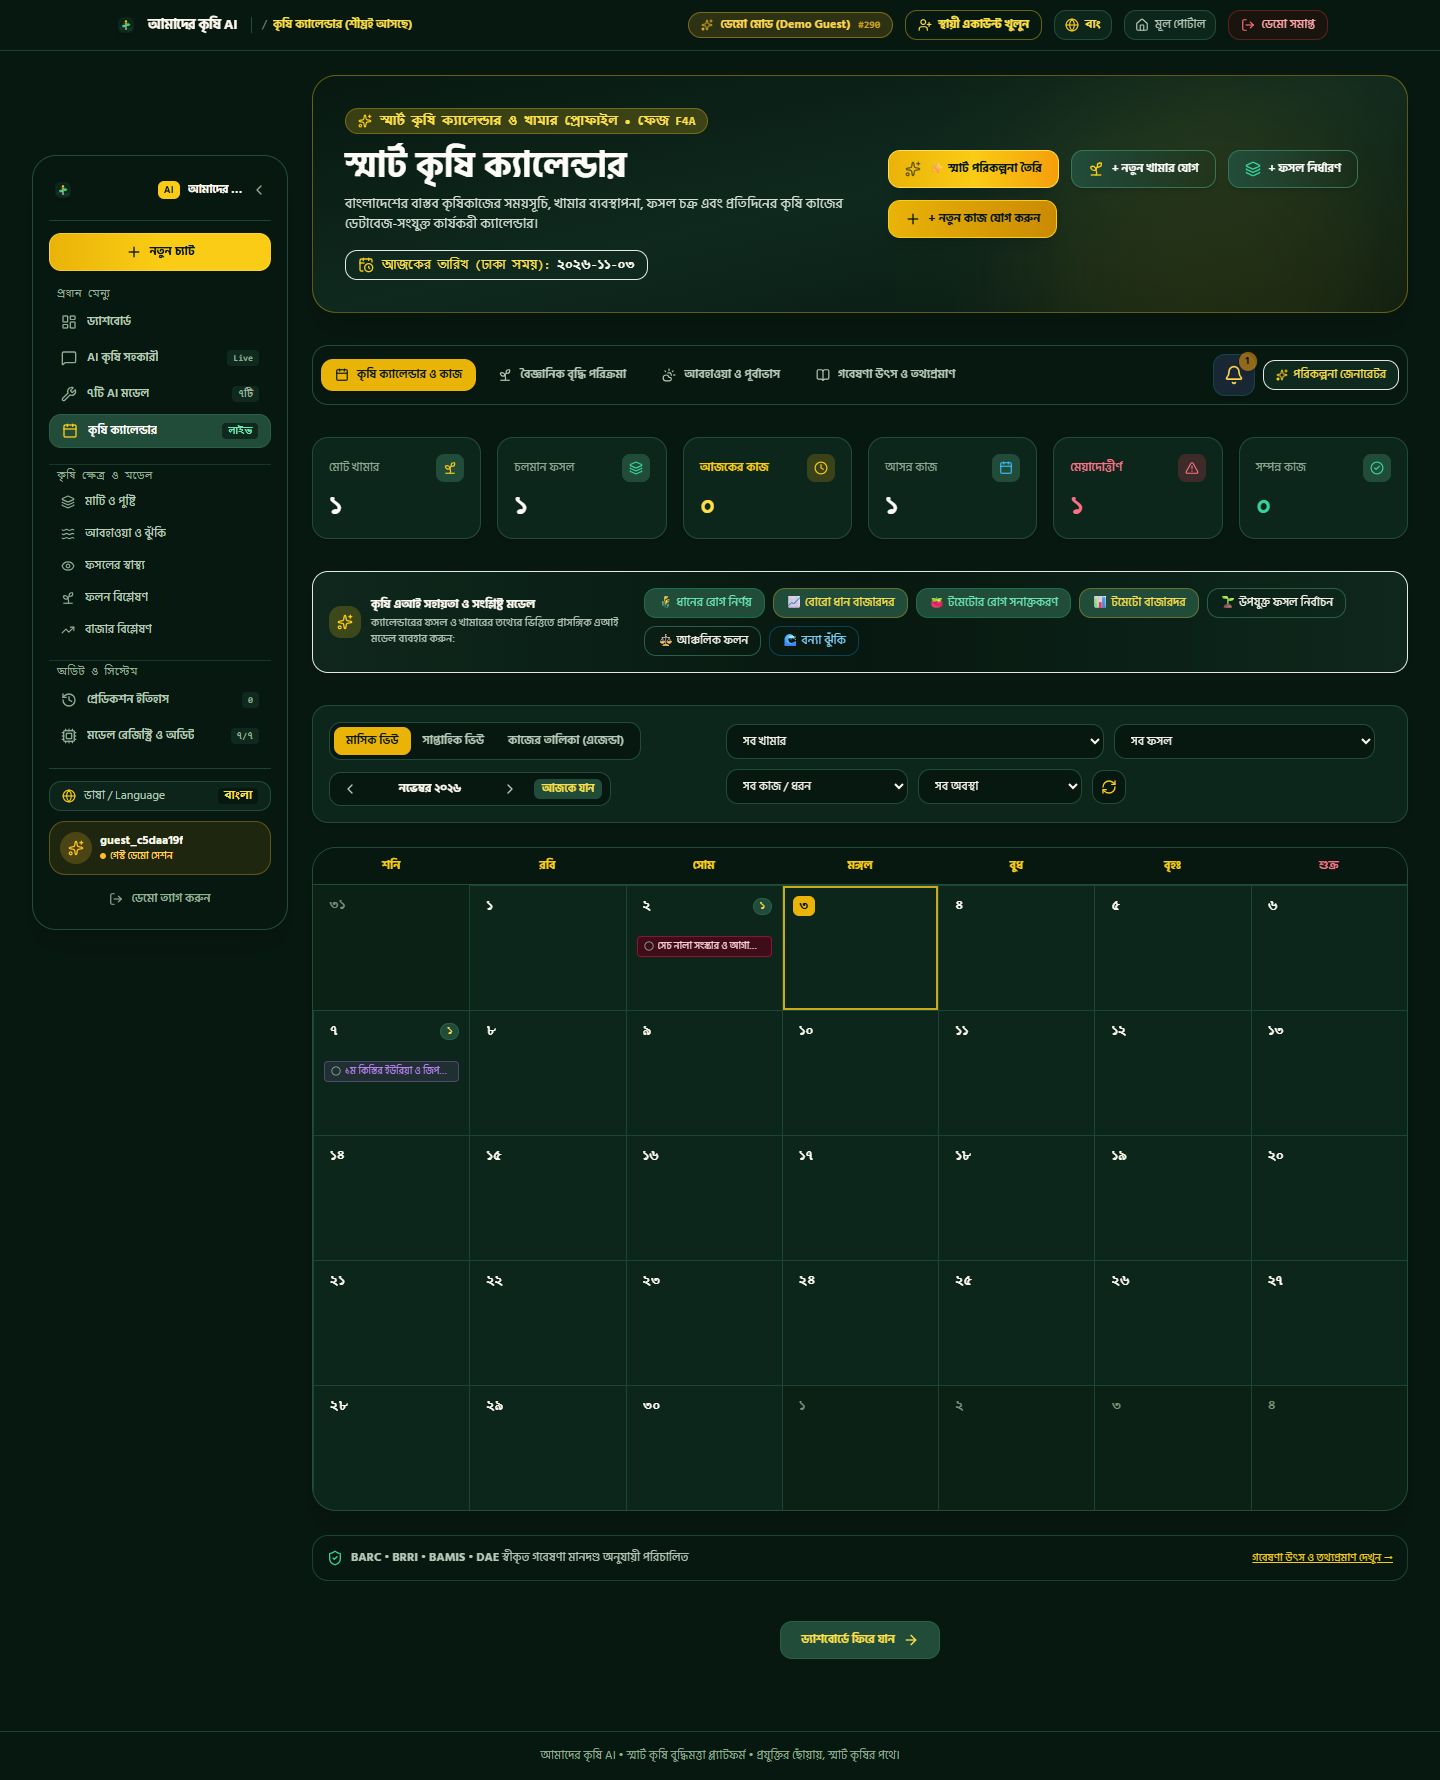 আমাদের কৃষি AI / কৃষি ক্যালেন্ডার (শীঘ্রই আসছে)
ডেমো মোড (Demo Guest) #290
স্থায়ী একাউন্ট খুলুন
বাং
মূল পোর্টাল
ডেমো সমাপ্ত
AI আমাদের ...
নতুন চ্যাট
প্রধান মেন্যু
ড্যাশবোর্ড
AI কৃষি সহকারী Live
৭টি AI মডেল ৭টি
কৃষি ক্যালেন্ডার লাইভ
কৃষি ক্ষেত্র ও মডেল
মাটি ও পুষ্টি
আবহাওয়া ও ঝুঁকি
ফসলের স্বাস্থ্য
ফলন বিশ্লেষণ
বাজার বিশ্লেষণ
অডিট ও সিস্টেম
প্রেডিকশন ইতিহাস 0
মডেল রেজিস্ট্রি ও অডিট ৭/৭
ভাষা / Language বাংলা
guest_c5daa19f
গেস্ট ডেমো সেশন
ডেমো ত্যাগ করুন
স্মার্ট কৃষি ক্যালেন্ডার ও খামার প্রোফাইল • ফেজ F4A
স্মার্ট কৃষি ক্যালেন্ডার
বাংলাদেশের বাস্তব কৃষিকাজের সময়সূচি, খামার ব্যবস্থাপনা, ফসল চক্র এবং প্রতিদিনের কৃষি কাজের
ডেটাবেজ-সংযুক্ত কার্যকরী ক্যালেন্ডার।
আজকের তারিখ (ঢাকা সময়): ২০২৬-১১-০৩
স্মার্ট পরিকল্পনা তৈরি
+ নতুন খামার যোগ
+ ফসল নির্ধারণ
+ নতুন কাজ যোগ করুন
কৃষি ক্যালেন্ডার ও কাজ
বৈজ্ঞানিক বৃদ্ধি পরিক্রমা
আবহাওয়া ও পূর্বাভাস
গবেষণা উৎস ও তথ্যপ্রমাণ
1
পরিকল্পনা জেনারেটর
মোট খামার
১
চলমান ফসল
১
আজকের কাজ
০
আসন্ন কাজ
১
মেয়াদোত্তীর্ণ
১
সম্পন্ন কাজ
০
কৃষি এআই সহায়তা ও সংশ্লিষ্ট মডেল
ক্যালেন্ডারের ফসল ও খামারের তথ্যের ভিত্তিতে প্রাসঙ্গিক এআই
মডেল ব্যবহার করুন:
ধানের রোগ নির্ণয়
বোরো ধান বাজারদর
টমেটোর রোগ সনাক্তকরণ
টমেটো বাজারদর
উপযুক্ত ফসল নির্বাচন
আঞ্চলিক ফলন
বন্যা ঝুঁকি
মাসিক ভিউ সাপ্তাহিক ভিউ কাজের তালিকা (এজেন্ডা)
সব খামার
সব ফসল
নভেম্বর ২০২৬ আজকে যান
সব কাজ / ধরন
সব অবস্থা
শনি রবি সোম মঙ্গল বুধ বৃহঃ শুক্র
৩১ ১ ২ ১ ৩ ৪ ৫ ৬
সেচ নালা সংস্কার ও আগা...
৭ ১ ৮ ৯ ১০ ১১ ১২ ১৩
১ম কিস্তির ইউরিয়া ও জিপ...
১৪ ১৫ ১৬ ১৭ ১৮ ১৯ ২০
২১ ২২ ২৩ ২৪ ২৫ ২৬ ২৭
২৮ ২৯ ৩০ ১ ২ ৩ ৪
BARC • BRRI • BAMIS • DAE স্বীকৃত গবেষণা মানদণ্ড অনুযায়ী পরিচালিত
গবেষণা উৎস ও তথ্যপ্রমাণ দেখুন →
ড্যাশবোর্ডে ফিরে যান →
আমাদের কৃষি AI • স্মার্ট কৃষি বুদ্ধিমত্তা প্ল্যাটফর্ম • প্রযুক্তির ছোঁয়ায়, স্মার্ট কৃষির পথে।